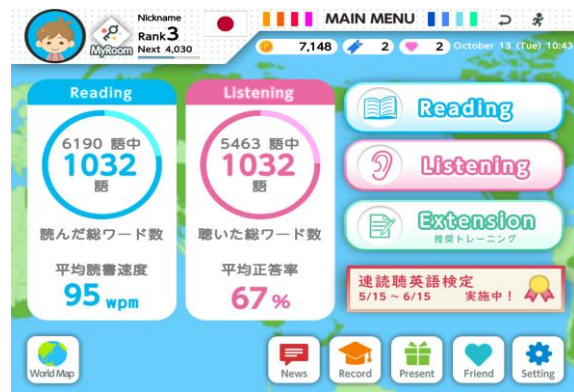 Nickname
Rank3
Next 4,030
MyRoom
MAIN MENU
7,148
2
2
October 13 (Tue) 10:43
Reading
6190 語中
1032
語
読んだ総ワード数
平均読書速度
95 wpm
Listening
5463 語中
1032
語
聴いた総ワード数
平均正答率
67%
Reading
Listening
Extension
推奨トレーニング
速読聴英語検定
5/15～6/15 実施中！
World Map
News
Record
Present
Friend
Setting